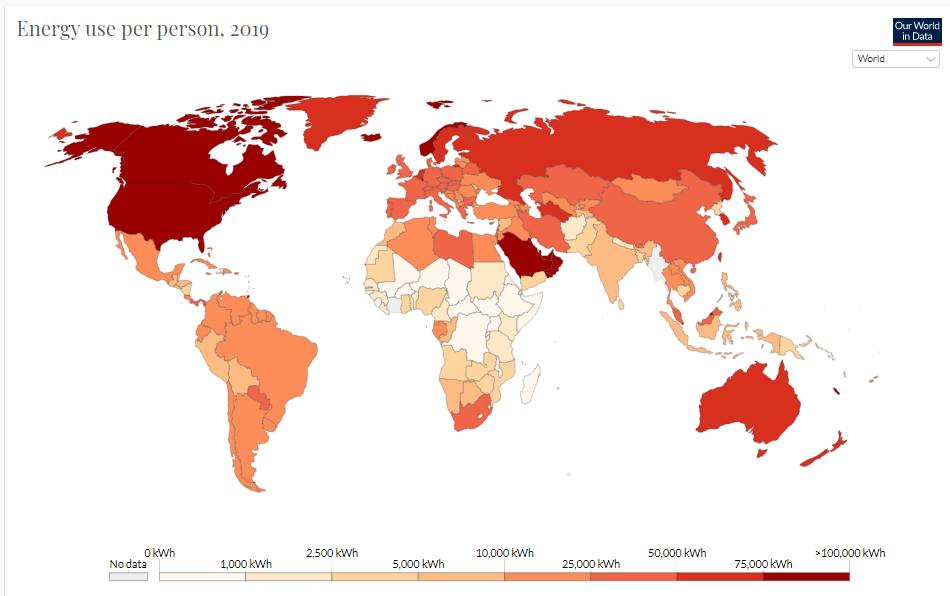 Energy use per person, 2019
Our World
in Data
World
0 kWh
2,500 kWh
10,000 kWh
50,000 kWh
>100,000 kWh
No data
1,000 kWh
5,000 kWh
25,000 kWh
75,000 kWh